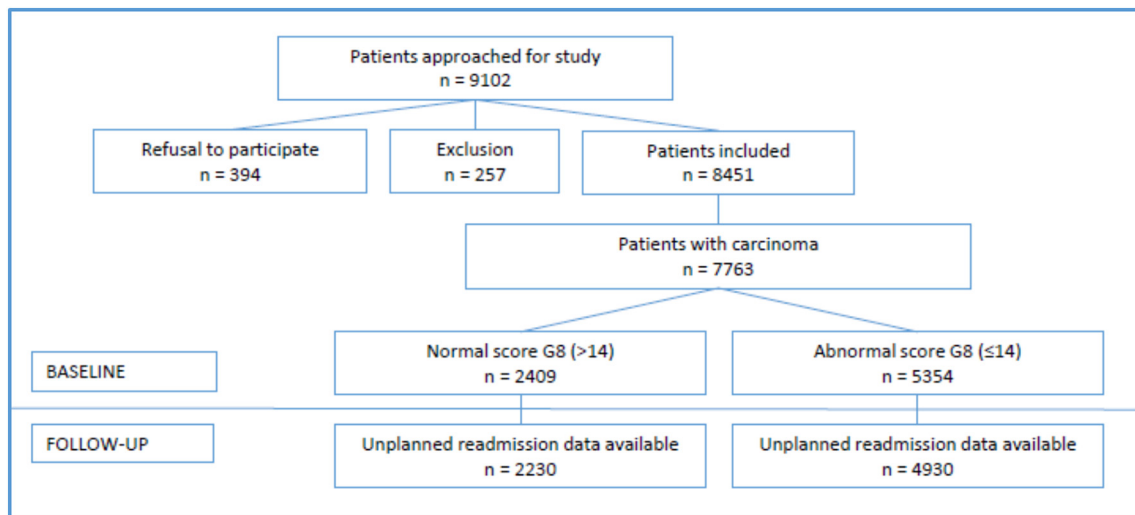 Patients approached for study
n = 9102
Refusal to participate
n = 394
Exclusion
n = 257
Patients included
n = 8451
Patients with carcinoma
n = 7763
BASELINE
Normal score G8 (>14)
n = 2409
Abnormal score G8 (≤14)
n = 5354
FOLLOW-UP
Unplanned readmission data available
n = 2230
Unplanned readmission data available
n = 4930